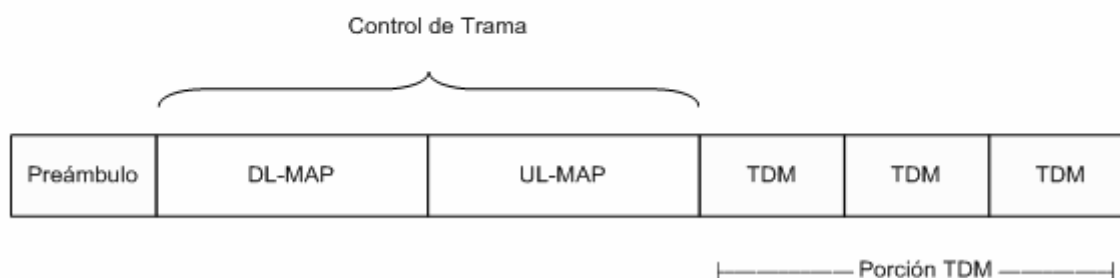 Control de Trama
Preámbulo DL-MAP UL-MAP TDM TDM TDM
Porción TDM